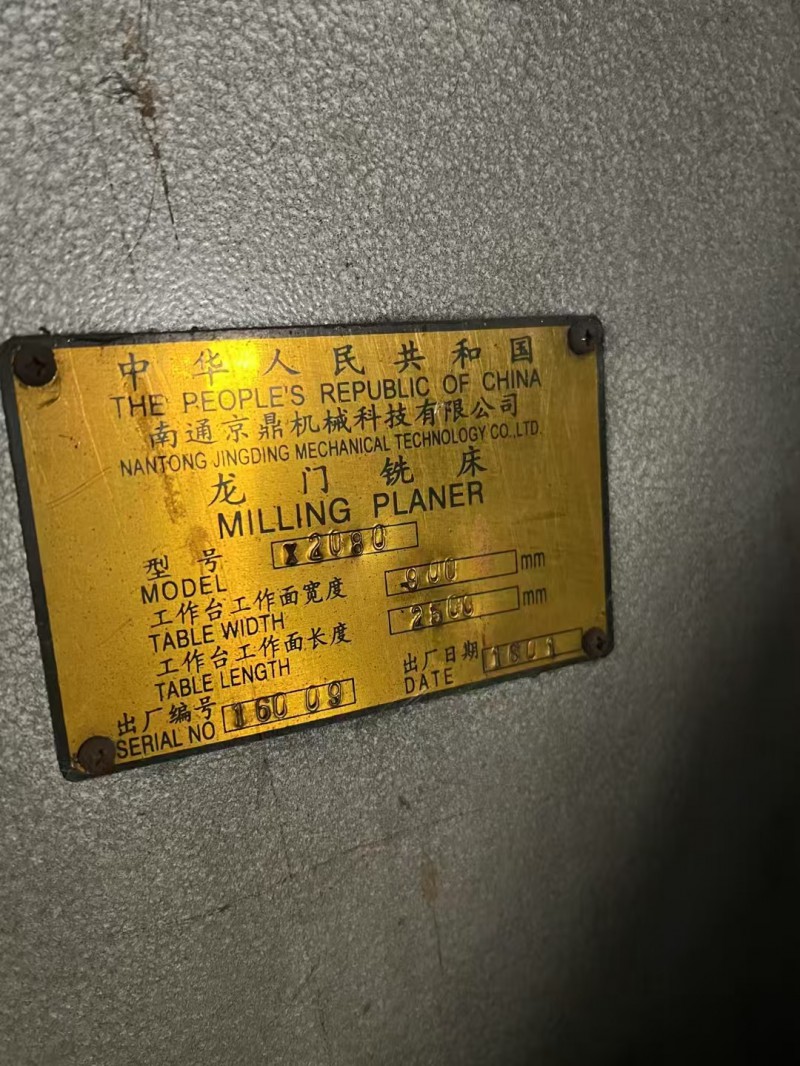 中华人民共和国
THE PEOPLE'S REPUBLIC OF CHINA
南通京鼎机械科技有限公司
NANTONG JINGDING MECHANICAL TECHNOLOGY CO.,LTD.
龙门铣床
MILLING PLANER
型号
MODEL
工作台工作面宽度 mm
TABLE WIDTH
工作台工作面长度 2500 mm
TABLE LENGTH
出厂编号 16009
SERIAL NO
出厂日期 1801
DATE